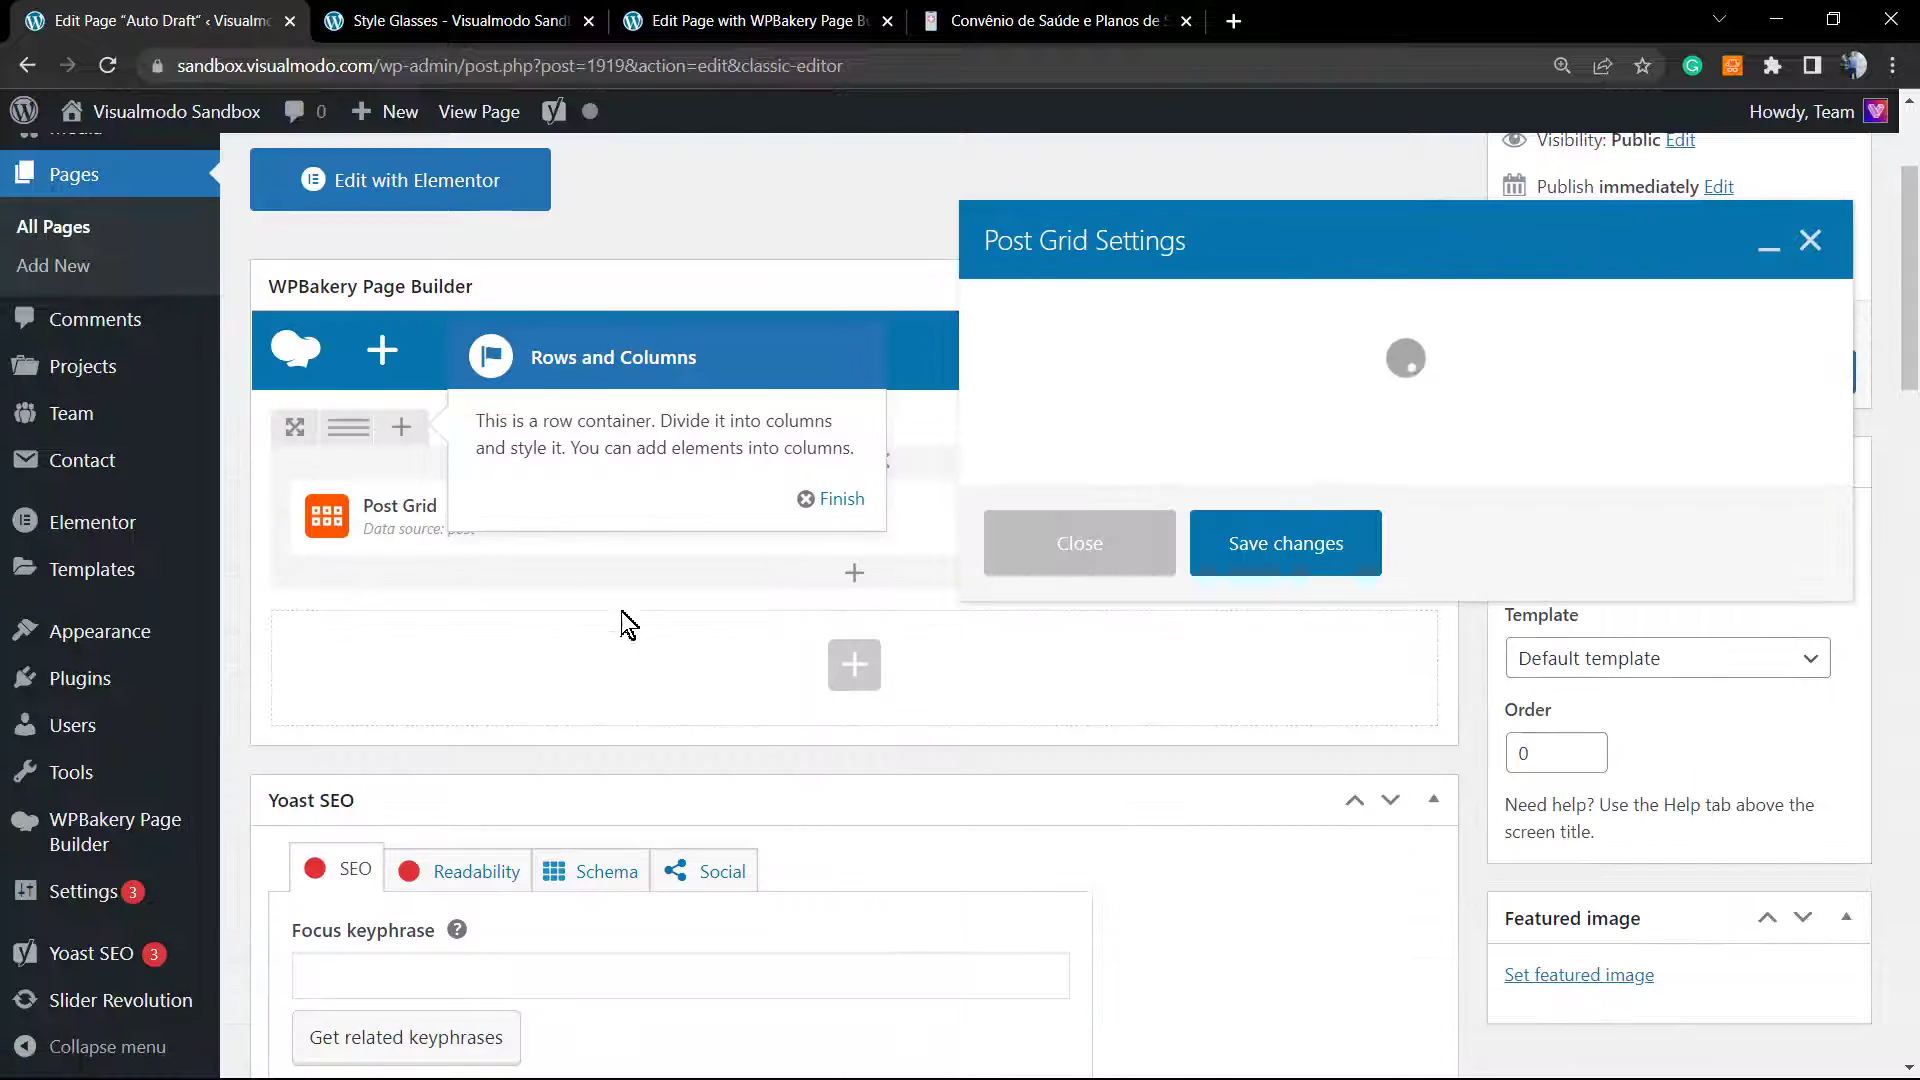 Edit Page “Auto Draft” ‹ Visualm
Style Glasses - Visualmodo Sand
Edit Page with WPBakery Page B
Convênio de Saúde e Planos de
sandbox.visualmodo.com/wp-admin/post.php?post=1919&action=edit&classic-editor
Visualmodo Sandbox
0
New
View Page
Howdy, Team
Pages
All Pages
Add New
Comments
Projects
Team
Contact
Elementor
Templates
Appearance
Plugins
Users
Tools
WPBakery Page
Builder
Settings 3
Yoast SEO 3
Slider Revolution
Collapse menu
Edit with Elementor
WPBakery Page Builder
Rows and Columns
This is a row container. Divide it into columns
and style it. You can add elements into columns.
Finish
Post Grid
Data source:
Visibility: Public Edit
Publish immediately Edit
Post Grid Settings
Close
Save changes
Template
Default template
Order
0
Need help? Use the Help tab above the
screen title.
Yoast SEO
SEO
Readability
Schema
Social
Focus keyphrase
Get related keyphrases
Featured image
Set featured image